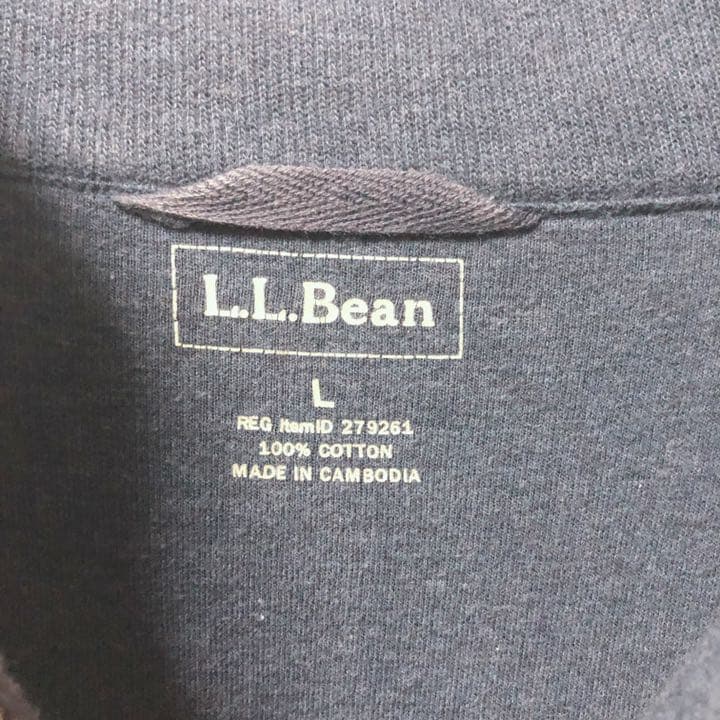 L.L.Bean
L
REG ItemID 279261
100% COTTON
MADE IN CAMBODIA